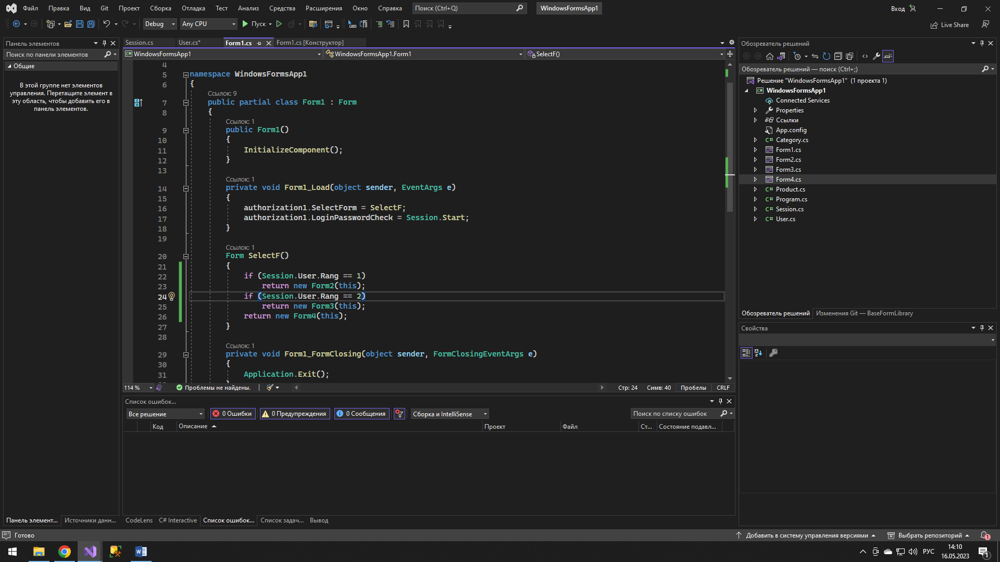 Файл Правка Вид Git Проект Сборка Отладка Тест Анализ Средства Расширения Окно Справка Поиск (Ctrl+Q) WindowsFormsApp1 Вход
Debug Any CPU Пуск Live Share
Панель элементов
Поиск по панели элементов
Общие
В этой группе нет элементов
управления. Перетащите элемент в
эту область, чтобы добавить его в
панель элементов.
Session.cs User.cs* Form1.cs Form1.cs [Конструктор]
WindowsFormsApp1 WindowsFormsApp1.Form1 SelectF()
4
5 namespace WindowsFormsApp1
6 {
Ссылок: 9
7 public partial class Form1 : Form
8 {
Ссылок: 1
9 public Form1()
10 {
11 InitializeComponent();
12 }
13
Ссылок: 1
14 private void Form1_Load(object sender, EventArgs e)
15 {
16 authorization1.SelectForm = SelectF;
17 authorization1.LoginPasswordCheck = Session.Start;
18 }
19
Ссылок: 1
20 Form SelectF()
21 {
22 if (Session.User.Rang == 1)
23 return new Form2(this);
24 if (Session.User.Rang == 2)
25 return new Form3(this);
26 return new Form4(this);
27 }
28
Ссылок: 1
29 private void Form1_FormClosing(object sender, FormClosingEventArgs e)
30 {
31 Application.Exit();
114 % Проблемы не найдены. Стр: 24 Симв: 40 Пробелы CRLF
Список ошибок...
Все решение 0 Ошибки 0 Предупреждения 0 Сообщения Сборка и IntelliSense Поиск по списку ошибок
Код Описание Проект Файл Ст... Состояние подавл...
Панель элемент... Источники данн... CodeLens C# Interactive Список ошибок... Список задач... Вывод
Обозреватель решений
Обозреватель решений — поиск (Ctrl+;)
Решение "WindowsFormsApp1" (1 проекта 1)
WindowsFormsApp1
Connected Services
Properties
Ссылки
App.config
C# Category.cs
Form1.cs
Form2.cs
Form3.cs
Form4.cs
C# Product.cs
C# Program.cs
C# Session.cs
C# User.cs
Обозреватель решений Изменения Git — BaseFormLibrary
Свойства
Готово Добавить в систему управления версиями Выбрать репозиторий 1
РУС 14:10
16.05.2023 1